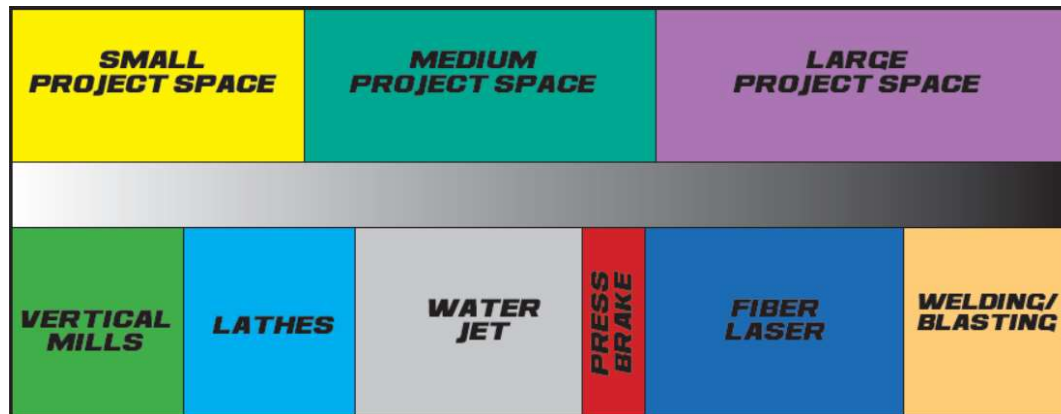 SMALL
PROJECT SPACE
MEDIUM
PROJECT SPACE
LARGE
PROJECT SPACE
VERTICAL
MILLS
LATHES
WATER
JET
PRESS
BRAKE
FIBER
LASER
WELDING/
BLASTING